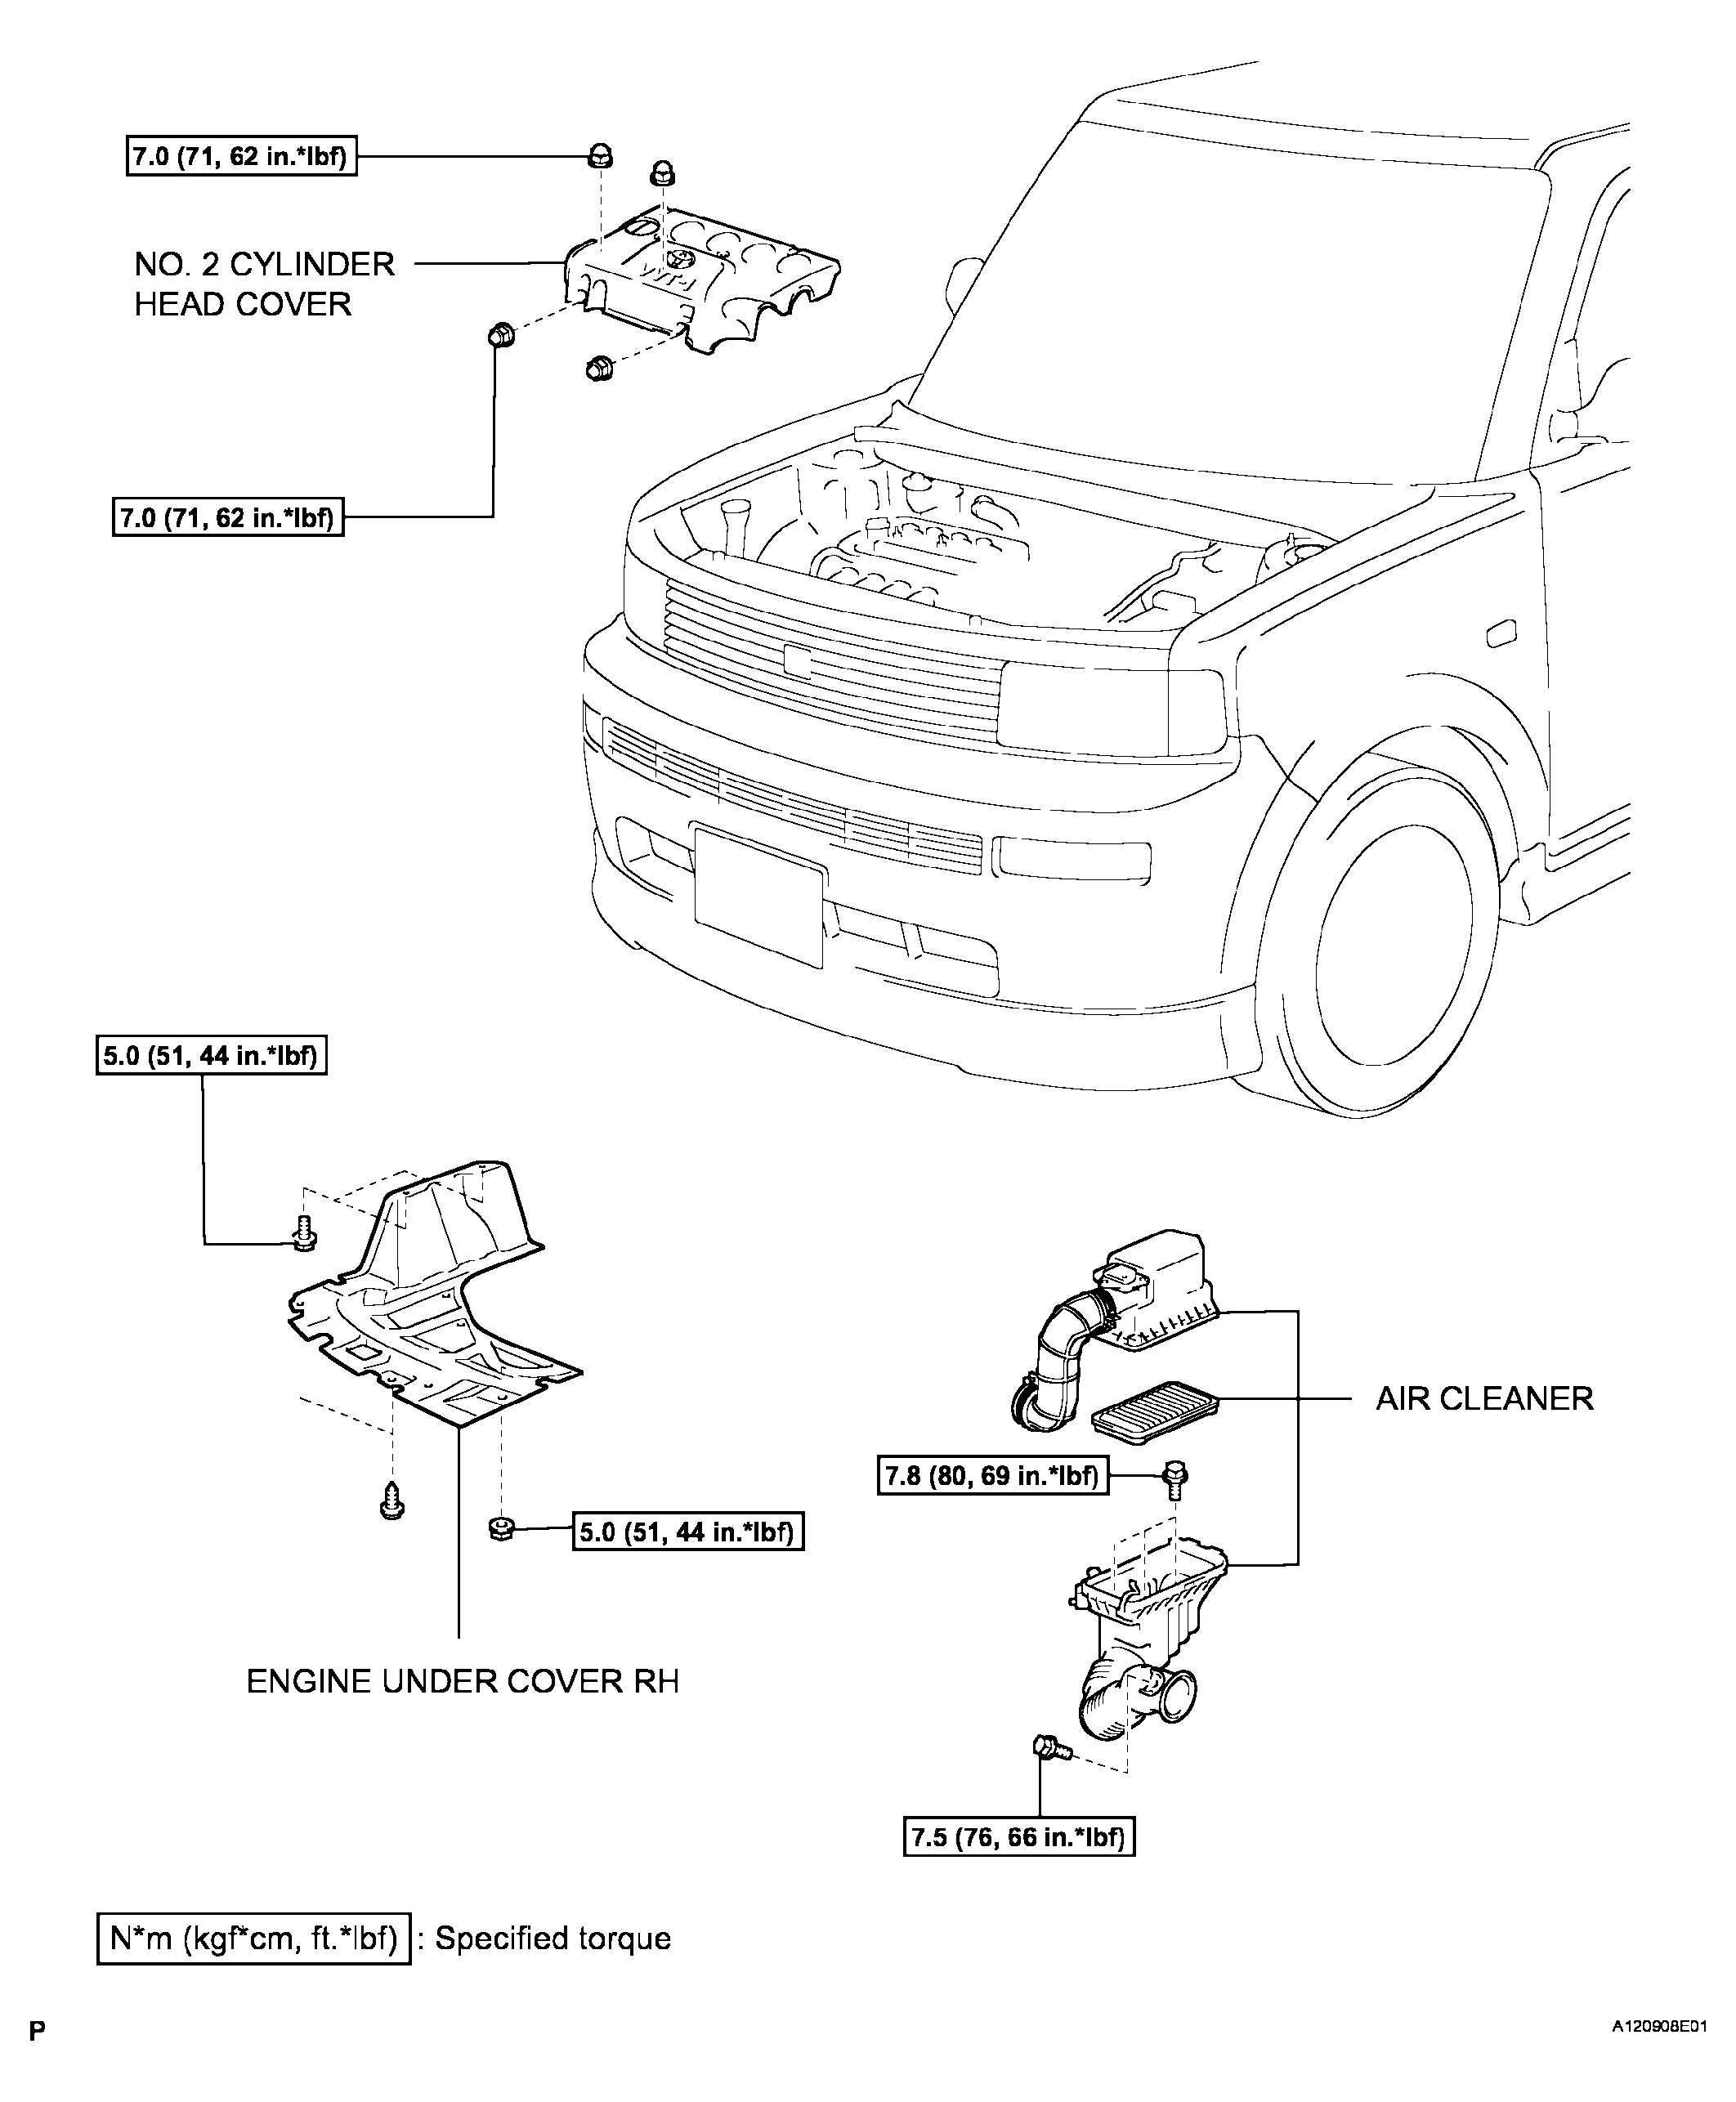 7.0 (71, 62 in.*lbf)
NO. 2 CYLINDER
HEAD COVER
VVT-i
7.0 (71, 62 in.*lbf)
5.0 (51, 44 in.*lbf)
AIR CLEANER
7.8 (80, 69 in.*lbf)
5.0 (51, 44 in.*lbf)
ENGINE UNDER COVER RH
7.5 (76, 66 in.*lbf)
N*m (kgf*cm, ft.*lbf) : Specified torque
P
A120908E01